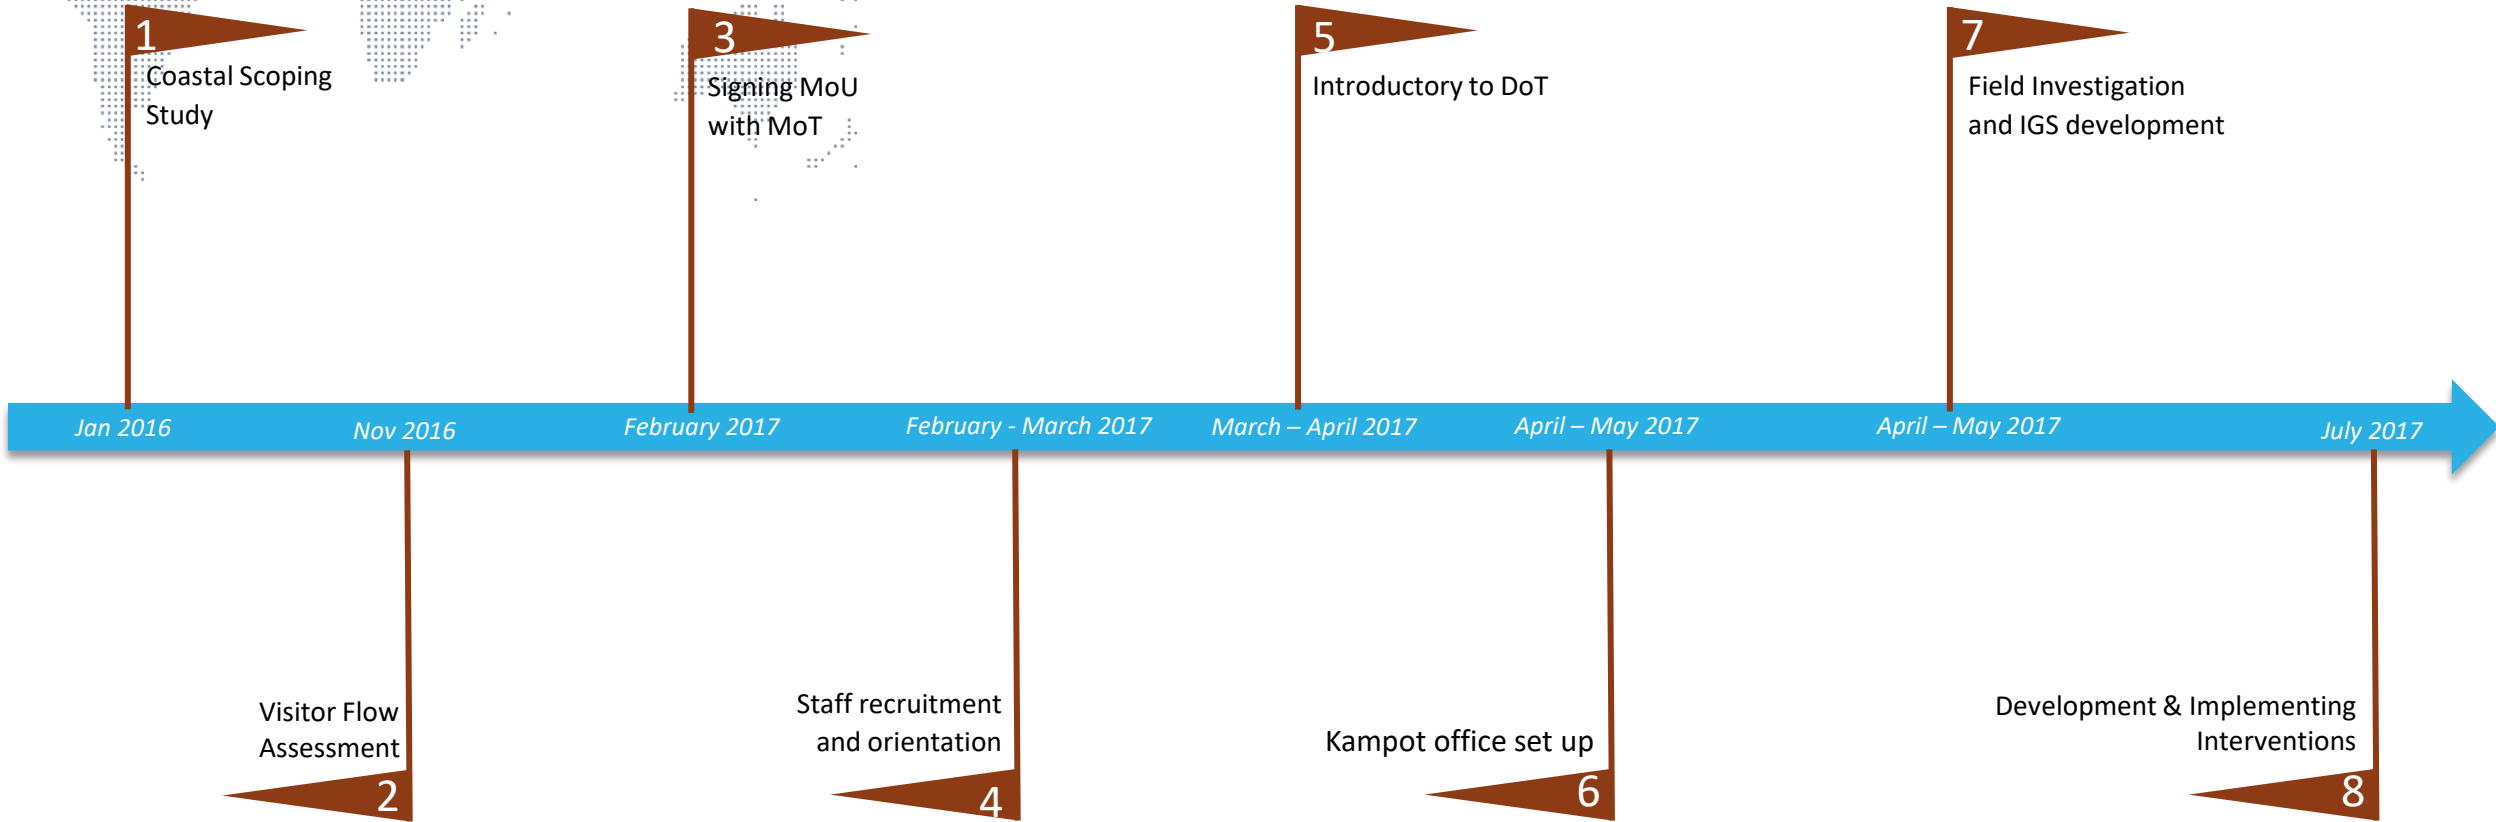 1
Coastal Scoping
Study
3
Signing MoU
with MoT
5
Introductory to DoT
7
Field Investigation
and IGS development
Jan 2016
Nov 2016
February 2017
February - March 2017
March – April 2017
April – May 2017
April – May 2017
July 2017
Visitor Flow
Assessment
2
Staff recruitment
and orientation
4
Kampot office set up
6
Development & Implementing
Interventions
8